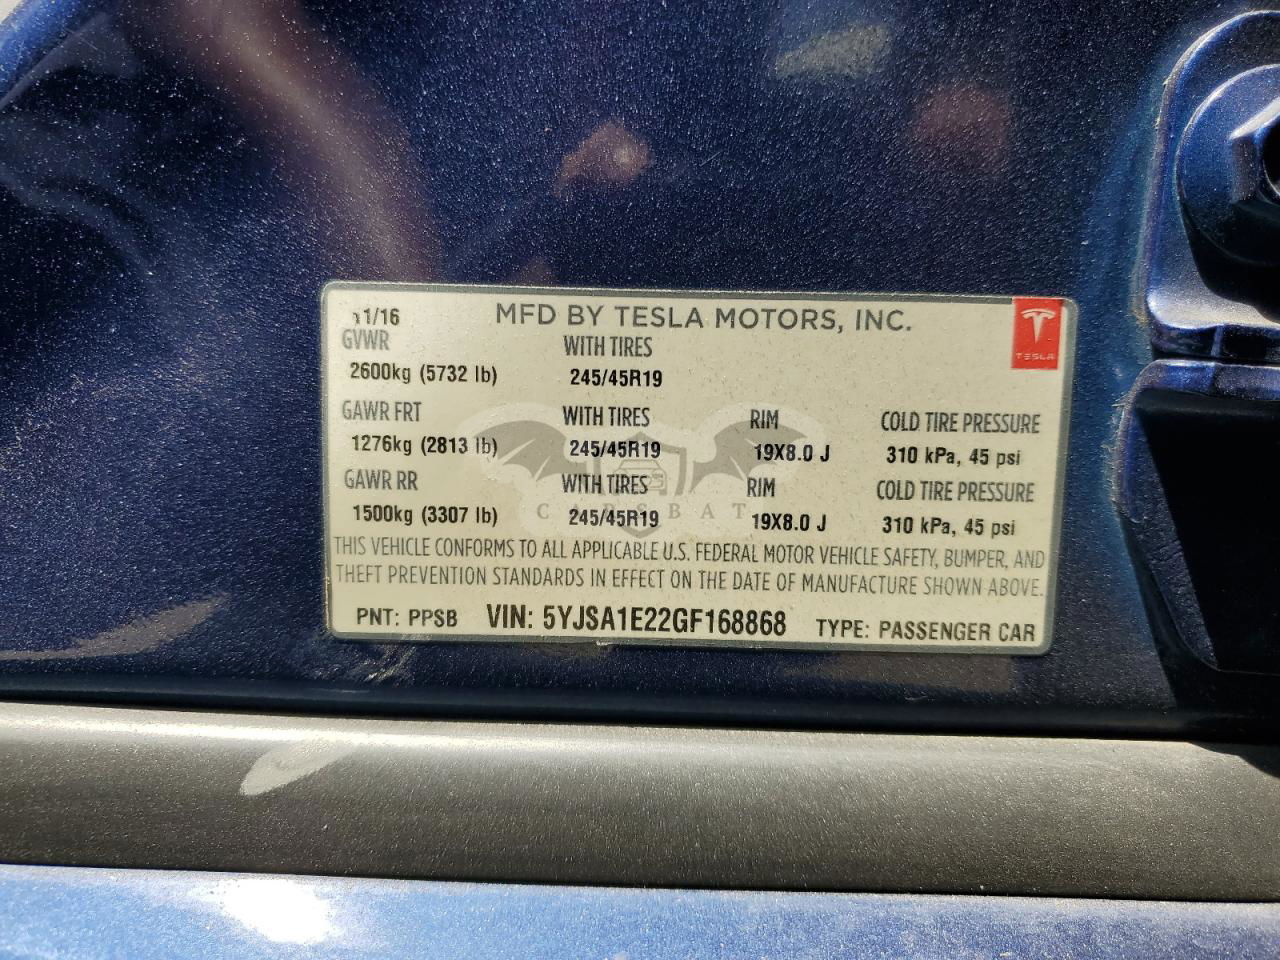 11/16 MFD BY TESLA MOTORS, INC.
TESLA
GVWR WITH TIRES
2600kg (5732 lb) 245/45R19
GAWR FRT WITH TIRES RIM COLD TIRE PRESSURE
1276kg (2813 lb) 245/45R19 19X8.0 J 310 kPa, 45 psi
GAWR RR WITH TIRES RIM COLD TIRE PRESSURE
1500kg (3307 lb) 245/45R19 19X8.0 J 310 kPa, 45 psi
CARSBAT
THIS VEHICLE CONFORMS TO ALL APPLICABLE U.S. FEDERAL MOTOR VEHICLE SAFETY, BUMPER, AND
THEFT PREVENTION STANDARDS IN EFFECT ON THE DATE OF MANUFACTURE SHOWN ABOVE.
PNT: PPSB VIN: 5YJSA1E22GF168868 TYPE: PASSENGER CAR